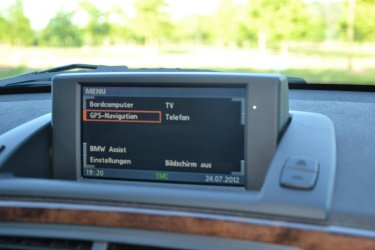 MENU
Bordcomputer TV
GPS-Navigation Telefon
BMW Assist
Einstellungen Bildschirm aus
19:20 TMC 24.07.2012